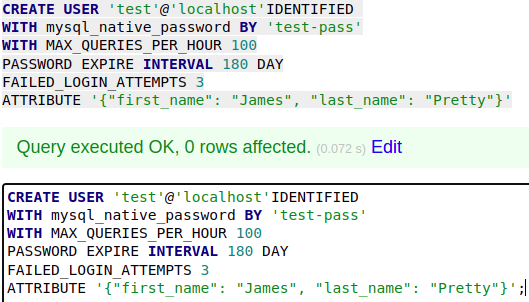 CREATE USER 'test'@'localhost'IDENTIFIED
WITH mysql_native_password BY 'test-pass'
WITH MAX_QUERIES_PER_HOUR 100
PASSWORD EXPIRE INTERVAL 180 DAY
FAILED_LOGIN_ATTEMPTS 3
ATTRIBUTE '{"first_name": "James", "last_name": "Pretty"}'
Query executed OK, 0 rows affected. (0.072 s) Edit
CREATE USER 'test'@'localhost'IDENTIFIED
WITH mysql_native_password BY 'test-pass'
WITH MAX_QUERIES_PER_HOUR 100
PASSWORD EXPIRE INTERVAL 180 DAY
FAILED_LOGIN_ATTEMPTS 3
ATTRIBUTE '{"first_name": "James", "last_name": "Pretty"}';